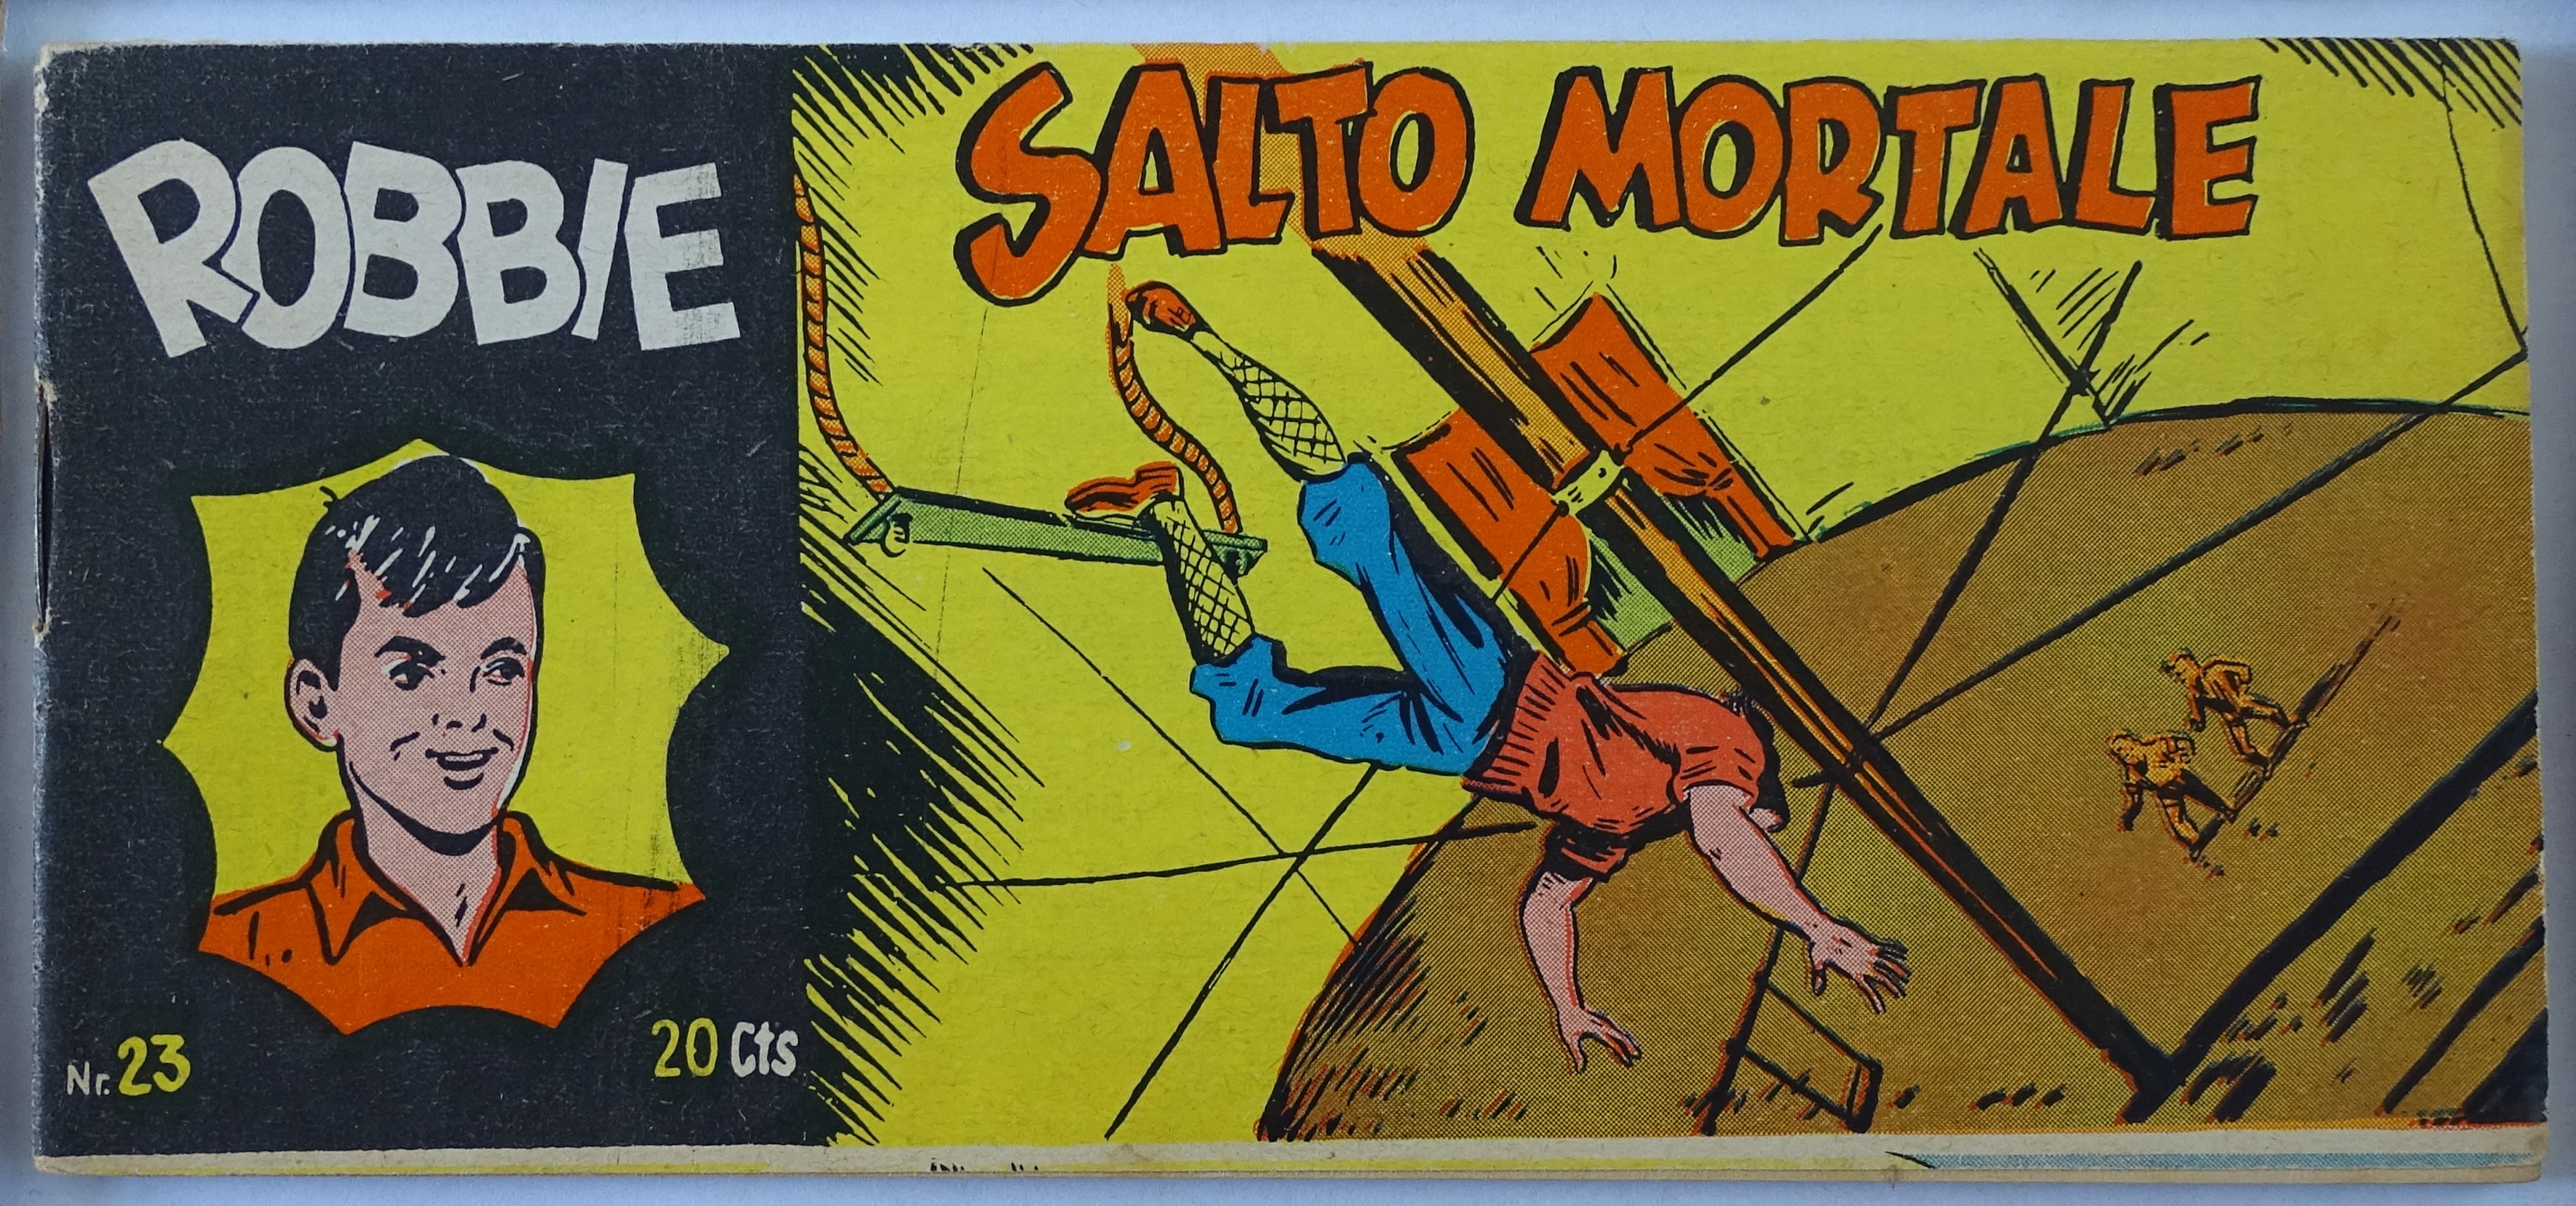 ROBBIE
SALTO MORTALE
Nr. 23
20 Cts